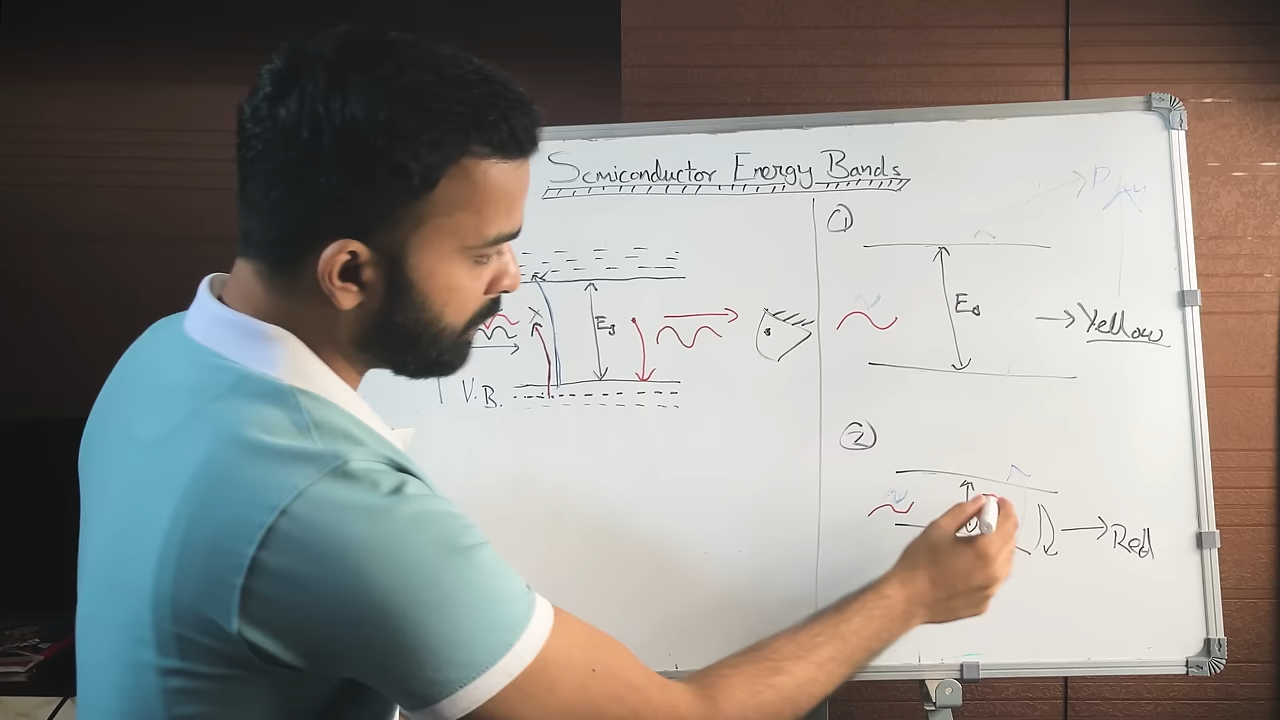 Semiconductor Energy Bands
Eg
V.B.
①
Eg
→ Yellow
②
→ Red